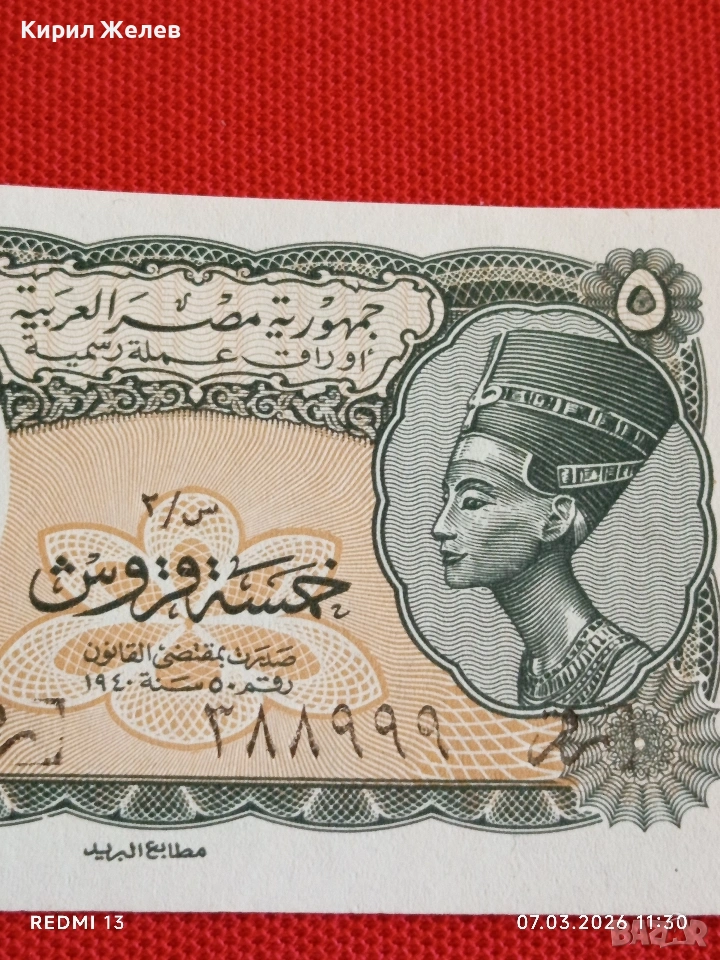 Кирил Желев
٥
جمهورية مصر العربية
أوراق عملة رسمية
س/٢
خمسة قروش
صدرت بمقتضى القانون
رقم ٥٠ سنة ١٩٤٠
٣٨٨٩٩٩
مطابع البريد
REDMI 13
07.03.2026 11:30
BAZAR